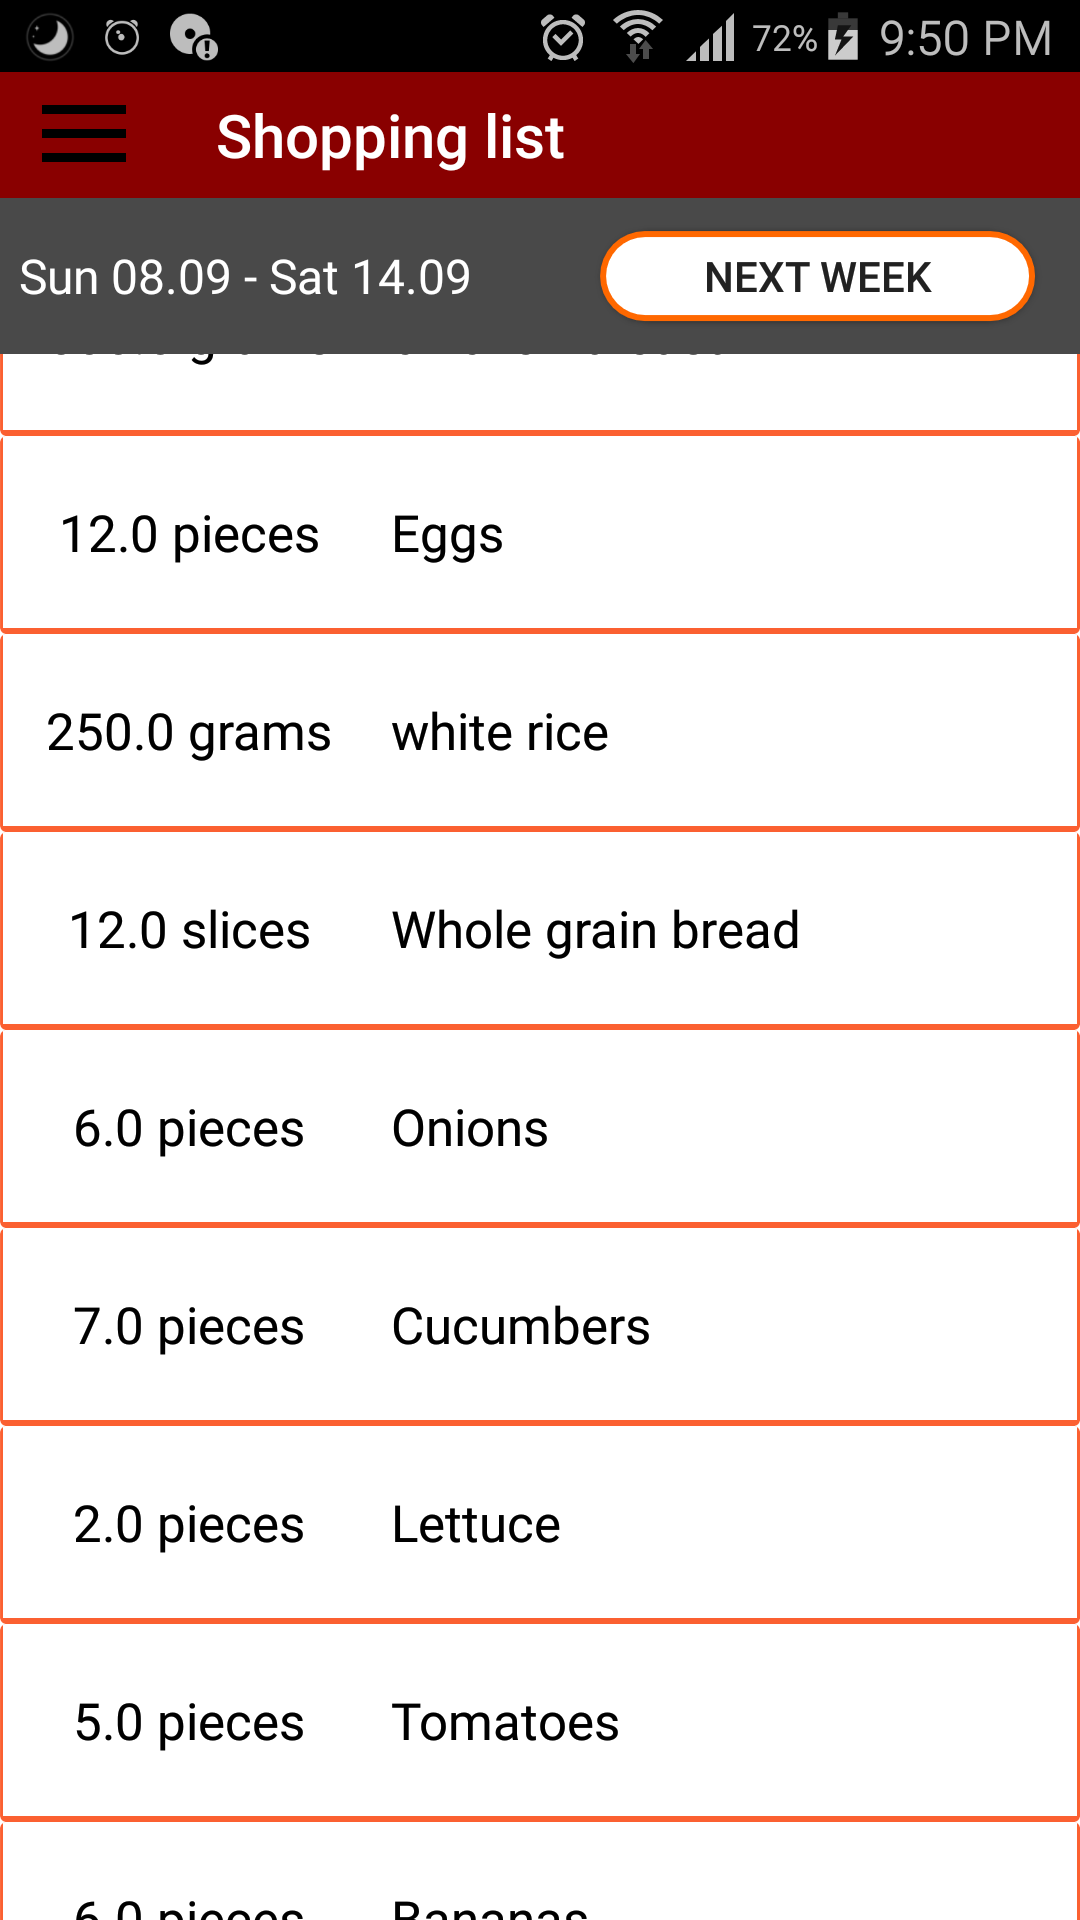 72% 9:50 PM
Shopping list
Sun 08.09 - Sat 14.09 NEXT WEEK
12.0 pieces Eggs
250.0 grams white rice
12.0 slices Whole grain bread
6.0 pieces Onions
7.0 pieces Cucumbers
2.0 pieces Lettuce
5.0 pieces Tomatoes
6.0 pieces Bananas